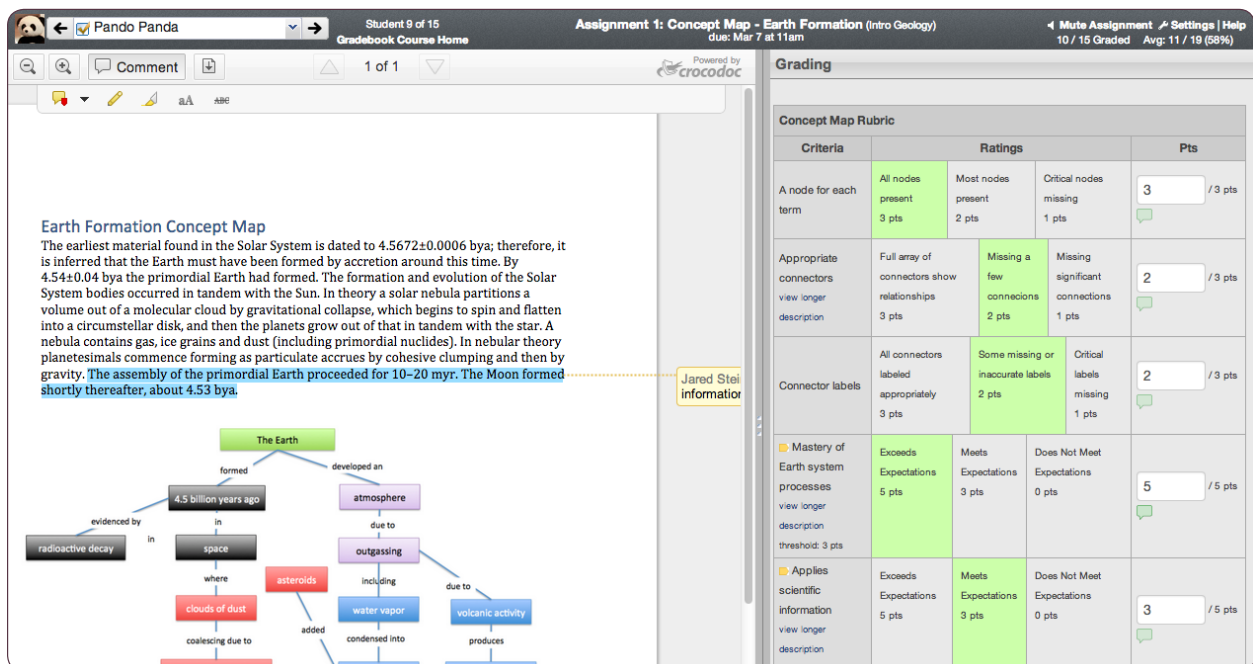 Pando Panda
Student 9 of 15
Gradebook Course Home
Assignment 1: Concept Map - Earth Formation (Intro Geology)
due: Mar 7 at 11am
Mute Assignment Settings | Help
10 / 15 Graded Avg: 11 / 19 (58%)
Comment
1 of 1
Powered by
crocodoc
aA ABC
Earth Formation Concept Map
The earliest material found in the Solar System is dated to 4.5672±0.0006 bya; therefore, it
is inferred that the Earth must have been formed by accretion around this time. By
4.54±0.04 bya the primordial Earth had formed. The formation and evolution of the Solar
System bodies occurred in tandem with the Sun. In theory a solar nebula partitions a
volume out of a molecular cloud by gravitational collapse, which begins to spin and flatten
into a circumstellar disk, and then the planets grow out of that in tandem with the star. A
nebula contains gas, ice grains and dust (including primordial nuclides). In nebular theory
planetesimals commence forming as particulate accrues by cohesive clumping and then by
gravity. The assembly of the primordial Earth proceeded for 10–20 myr. The Moon formed
shortly thereafter, about 4.53 bya.
Jared Stei
information
The Earth
formed
developed an
4.5 billion years ago
atmosphere
evidenced by
in
due to
radioactive decay
in
space
outgassing
where
asteroids
including
due to
clouds of dust
water vapor
volcanic activity
coalescing due to
added
condensed into
produces
Grading
Concept Map Rubric
Criteria
Ratings
Pts
A node for each
term
All nodes
present
3 pts
Most nodes
present
2 pts
Critical nodes
missing
1 pts
3
/ 3 pts
Appropriate
connectors
view longer
description
Full array of
connectors show
relationships
3 pts
Missing a
few
connecions
2 pts
Missing
significant
connections
1 pts
2
/ 3 pts
Connector labels
All connectors
labeled
appropriately
3 pts
Some missing or
inaccurate labels
2 pts
Critical
labels
missing
1 pts
2
/ 3 pts
Mastery of
Earth system
processes
view longer
description
threshold: 3 pts
Exceeds
Expectations
5 pts
Meets
Expectations
3 pts
Does Not Meet
Expectations
0 pts
5
/ 5 pts
Applies
scientific
information
view longer
description
Exceeds
Expectations
5 pts
Meets
Expectations
3 pts
Does Not Meet
Expectations
0 pts
3
/ 5 pts